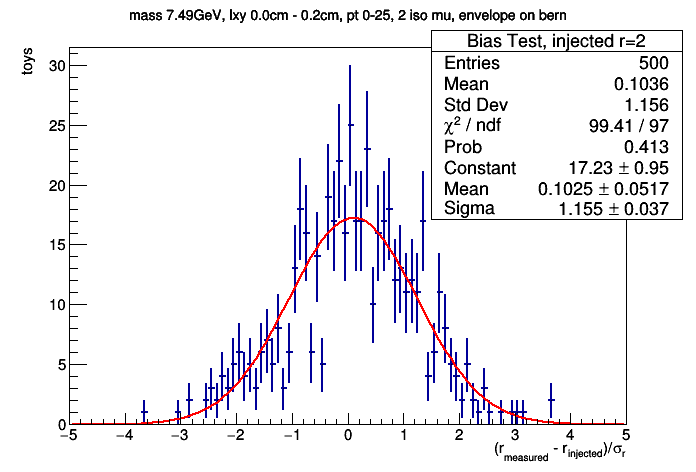 mass 7.49GeV, lxy 0.0cm - 0.2cm, pt 0-25, 2 iso mu, envelope on bern
toys
Bias Test, injected r=2
Entries 500
Mean 0.1036
Std Dev 1.156
χ² / ndf 99.41 / 97
Prob 0.413
Constant 17.23 ± 0.95
Mean 0.1025 ± 0.0517
Sigma 1.155 ± 0.037
30
25
20
15
10
5
0
−5 −4 −3 −2 −1 0 1 2 3 4 5
(r_measured - r_injected)/σ_r